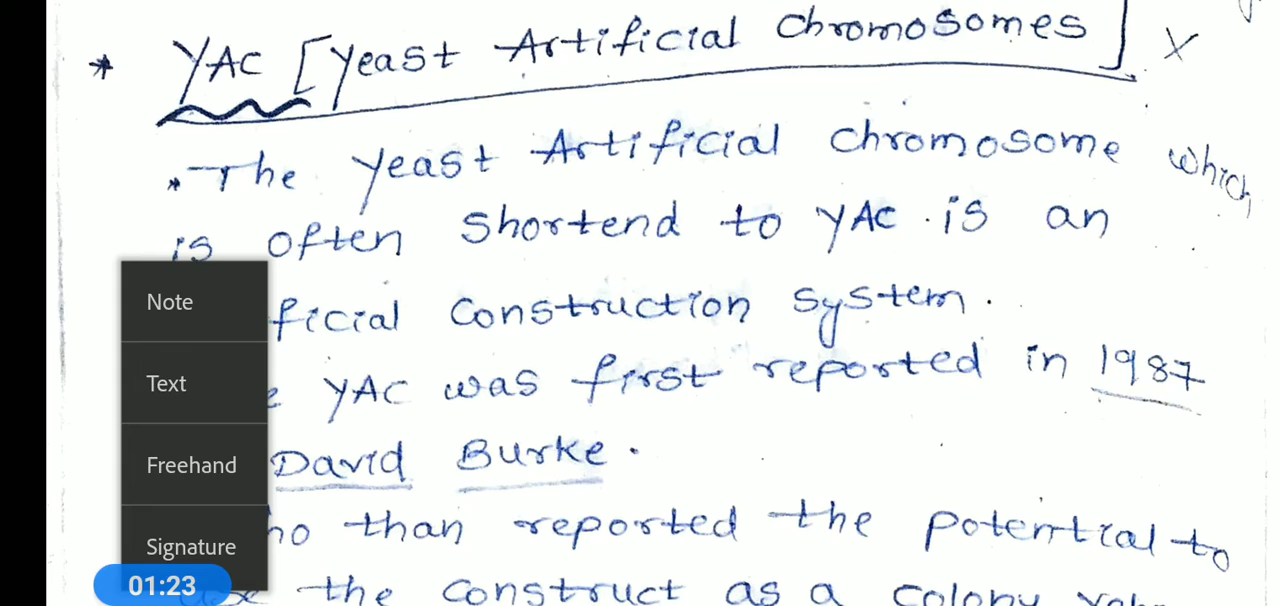 * YAC [Yeast Artificial Chromosomes] X
* The Yeast Artificial chromosome which
is often shortend to YAC. is an
ficial construction system.
e YAC was first reported in 1987
David Burke.
ho than reported the potential to
the construct as a colony
Note
Text
Freehand
Signature
01:23